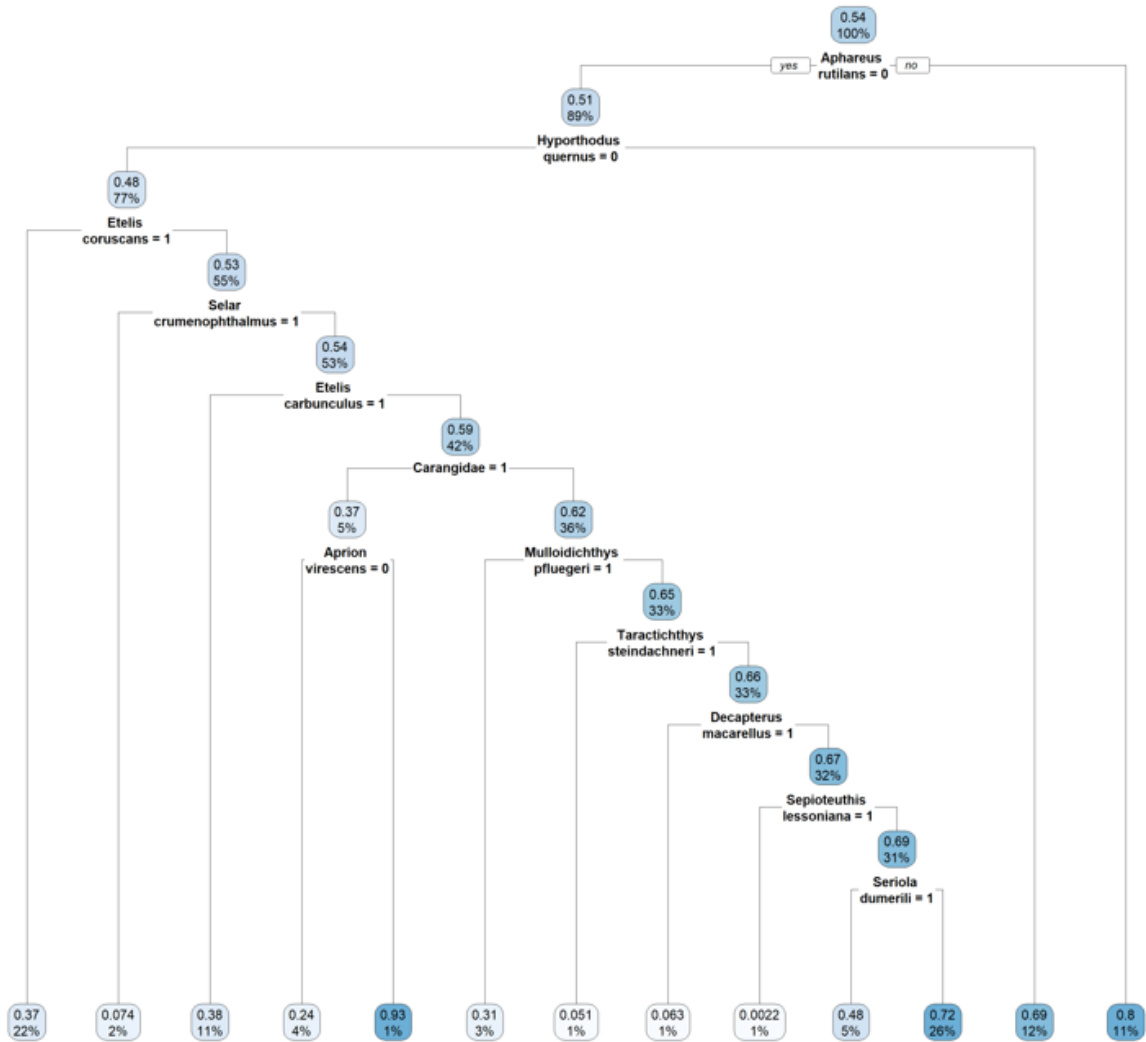 0.54
100%
Aphareus
yes
no
rutilans = 0
0.51
89%
Hyporthodus
quernus = 0
0.48
77%
Etelis
coruscans = 1
0.53
55%
Selar
crumenophthalmus = 1
0.54
53%
Etelis
carbunculus = 1
0.59
42%
Carangidae = 1
0.37
5%
0.62
36%
Aprion
virescens = 0
Mulloidichthys
pfluegeri = 1
0.65
33%
Taractichthys
steindachneri = 1
0.66
33%
Decapterus
macarellus = 1
0.67
32%
Sepioteuthis
lessoniana = 1
0.69
31%
Seriola
dumerili = 1
0.37
22%
0.074
2%
0.38
11%
0.24
4%
0.93
1%
0.31
3%
0.051
1%
0.063
1%
0.0022
1%
0.48
5%
0.72
26%
0.69
12%
0.8
11%